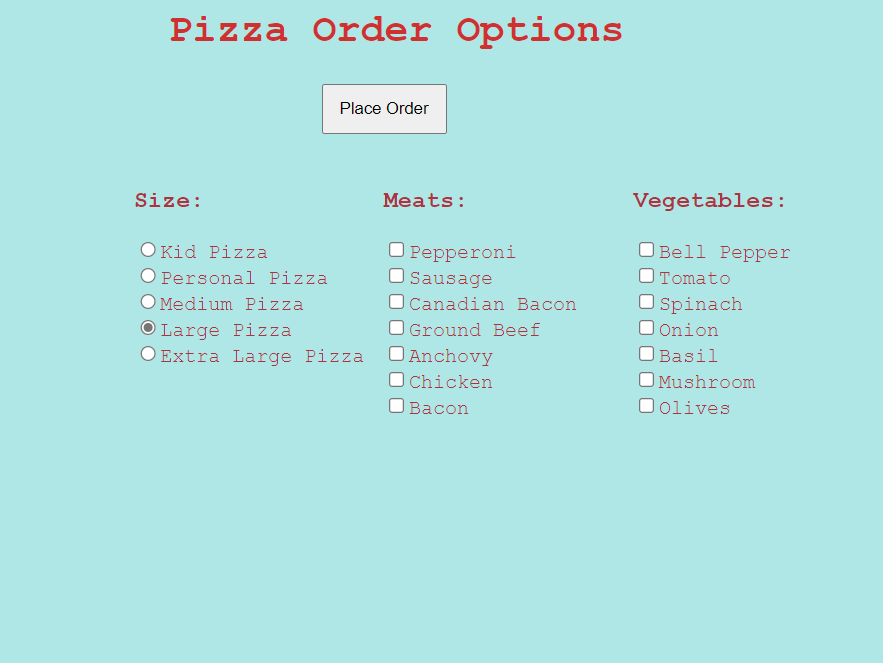 Pizza Order Options
Place Order
Size:
Kid Pizza
Personal Pizza
Medium Pizza
Large Pizza
Extra Large Pizza
Meats:
Pepperoni
Sausage
Canadian Bacon
Ground Beef
Anchovy
Chicken
Bacon
Vegetables:
Bell Pepper
Tomato
Spinach
Onion
Basil
Mushroom
Olives